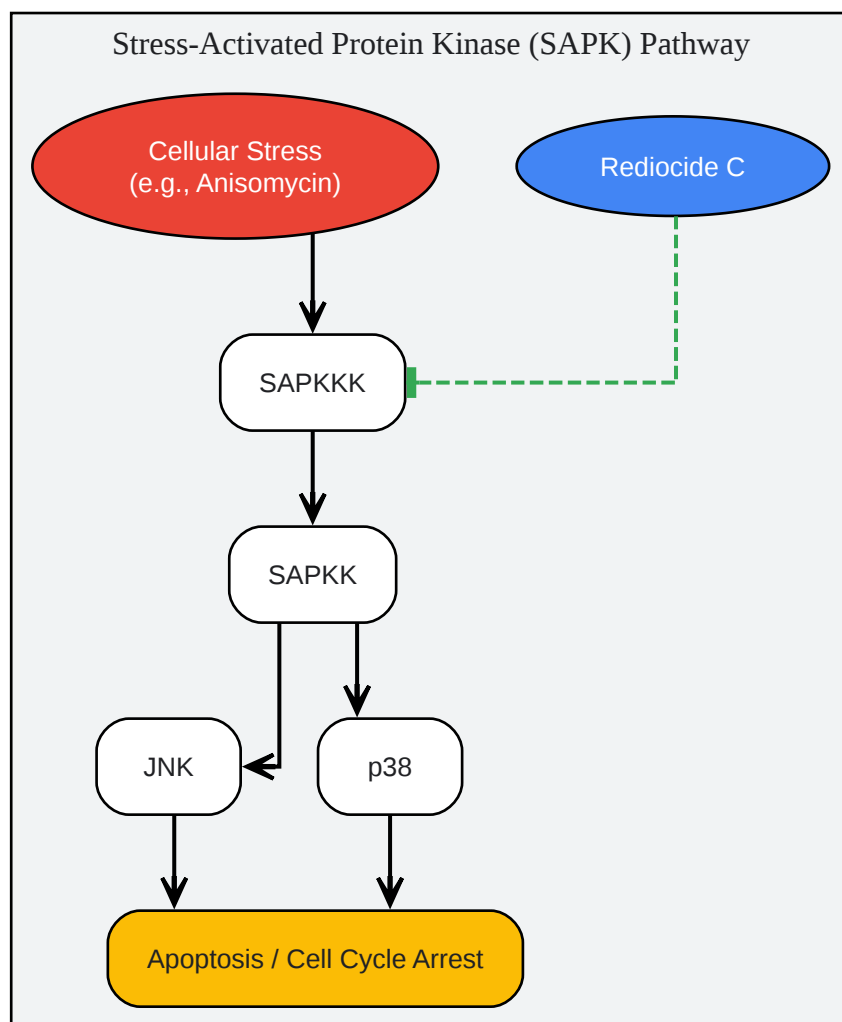 Stress-Activated Protein Kinase (SAPK) Pathway
Cellular Stress
(e.g., Anisomycin)
Rediocide C
SAPKKK
SAPKK
JNK
p38
Apoptosis / Cell Cycle Arrest